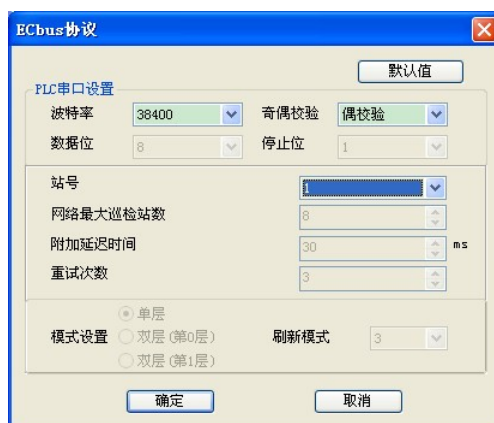 ECbus协议
默认值
PLC串口设置
波特率 38400 奇偶校验 偶校验
数据位 8 停止位 1
站号 1
网络最大巡检站数 8
附加延迟时间 30 ms
重试次数 3
单层
模式设置 双层(第0层) 刷新模式 3
双层(第1层)
确定 取消